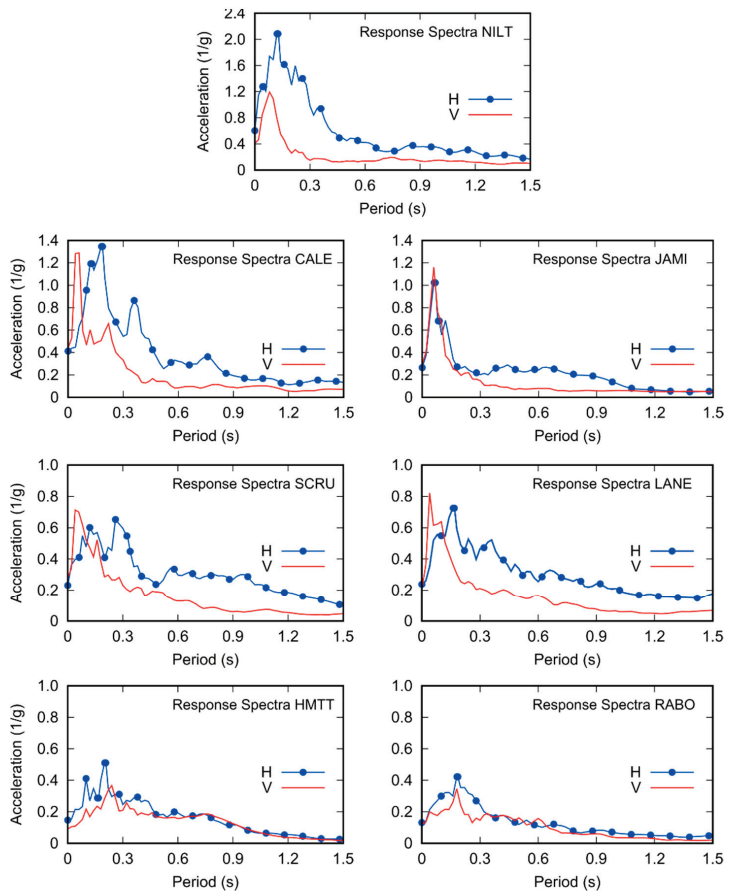 Response Spectra NILT
Acceleration (1/g)
2.4
2.0
1.6
1.2
0.8
0.4
0
H
V
0 0.3 0.6 0.9 1.2 1.5
Period (s)
Response Spectra CALE
Acceleration (1/g)
1.4
1.2
1.0
0.8
0.6
0.4
0.2
0
H
V
0 0.3 0.6 0.9 1.2 1.5
Period (s)
Response Spectra JAMI
1.4
1.2
1.0
0.8
0.6
0.4
0.2
0
H
V
0 0.3 0.6 0.9 1.2 1.5
Period (s)
Response Spectra SCRU
Acceleration (1/g)
1.0
0.8
0.6
0.4
0.2
0
H
V
0 0.3 0.6 0.9 1.2 1.5
Period (s)
Response Spectra LANE
1.0
0.8
0.6
0.4
0.2
0
H
V
0 0.3 0.6 0.9 1.2 1.5
Period (s)
Response Spectra HMTT
Acceleration (1/g)
1.0
0.8
0.6
0.4
0.2
0
H
V
0 0.3 0.6 0.9 1.2 1.5
Period (s)
Response Spectra RABO
1.0
0.8
0.6
0.4
0.2
0
H
V
0 0.3 0.6 0.9 1.2 1.5
Period (s)